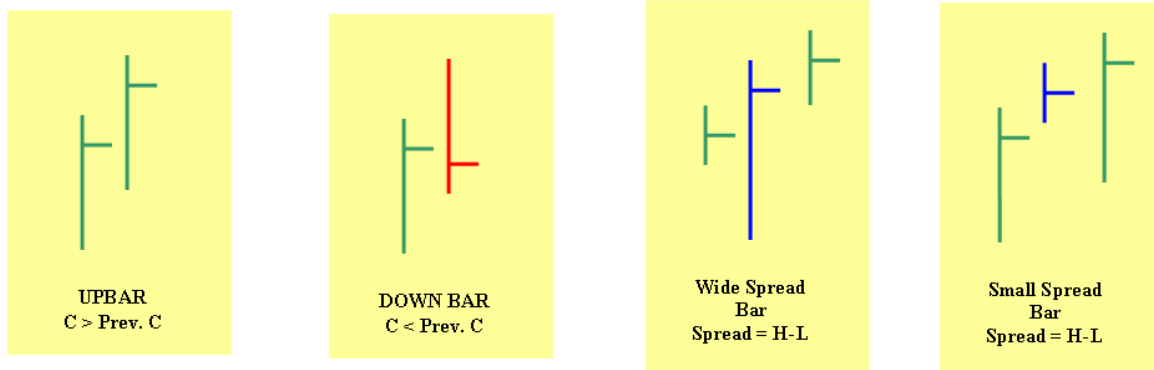 UPBAR
C > Prev. C
DOWN BAR
C < Prev. C
Wide Spread
Bar
Spread = H-L
Small Spread
Bar
Spread = H-L